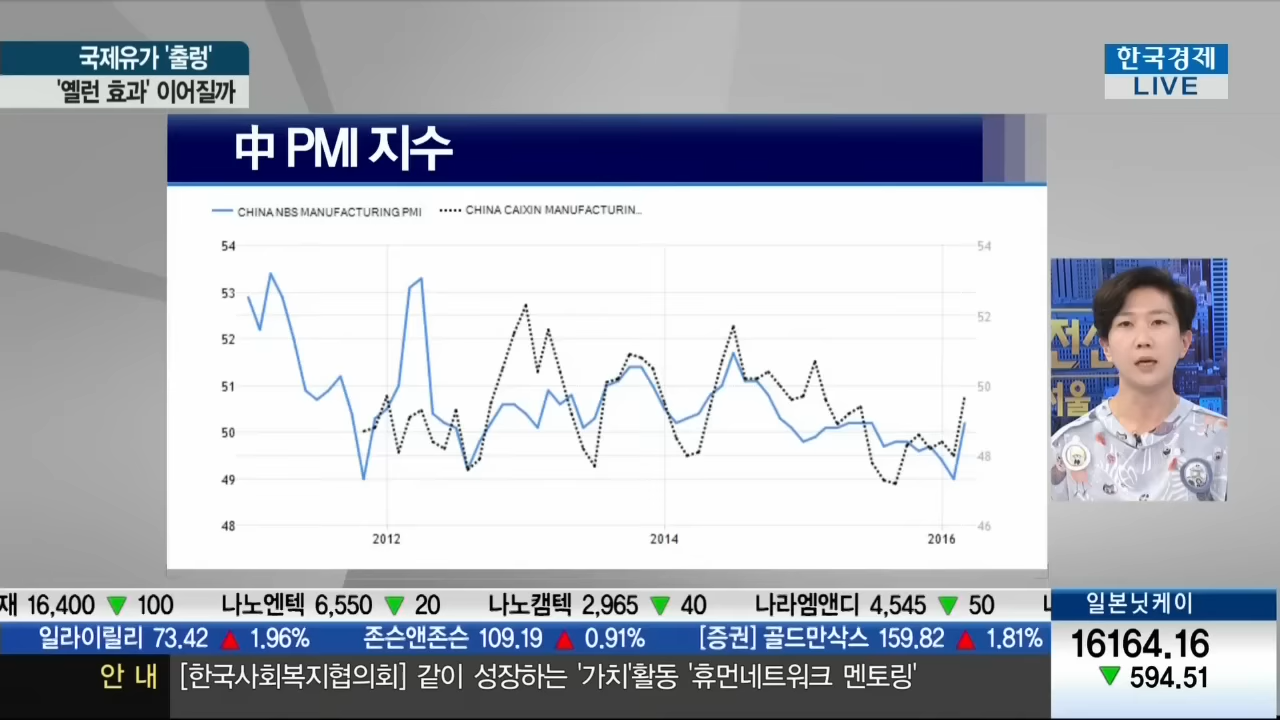 국제유가 '출렁'
'옐런 효과' 이어질까
한국경제
LIVE
中 PMI 지수
CHINA NBS MANUFACTURING PMI
CHINA CAIXIN MANUFACTURIN...
54
53
52
51
50
49
48
54
52
50
48
46
2012
2014
2016
전선
서울
재 16,400 ▼ 100 나노엔텍 6,550 ▼ 20 나노캠텍 2,965 ▼ 40 나라엠앤디 4,545 ▼ 50
일라이릴리 73.42 ▲ 1.96% 존슨앤존슨 109.19 ▲ 0.91% [증권] 골드만삭스 159.82 ▲ 1.81%
안 내 [한국사회복지협의회] 같이 성장하는 '가치'활동 '휴먼네트워크 멘토링'
일본닛케이
16164.16
▼ 594.51